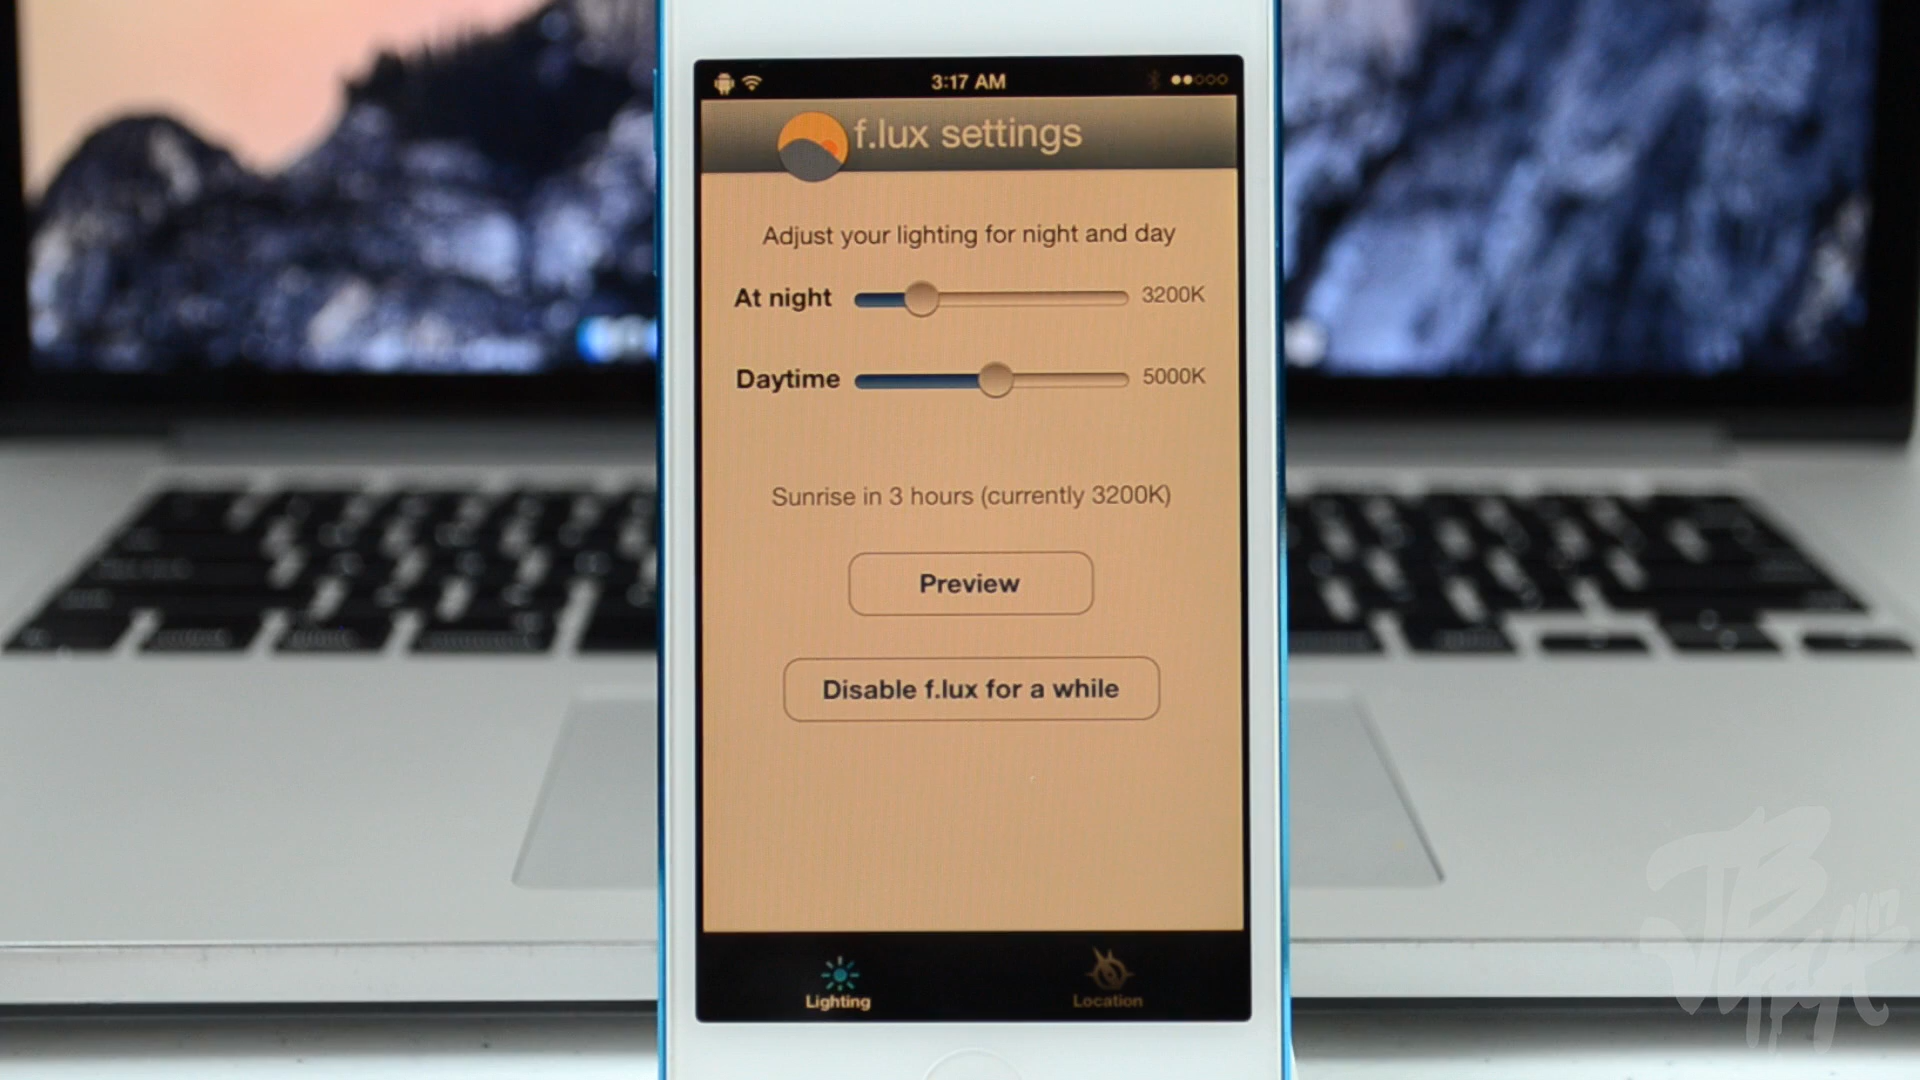 3:17 AM
f.lux settings
Adjust your lighting for night and day
At night 3200K
Daytime 5000K
Sunrise in 3 hours (currently 3200K)
Preview
Disable f.lux for a while
Lighting Location